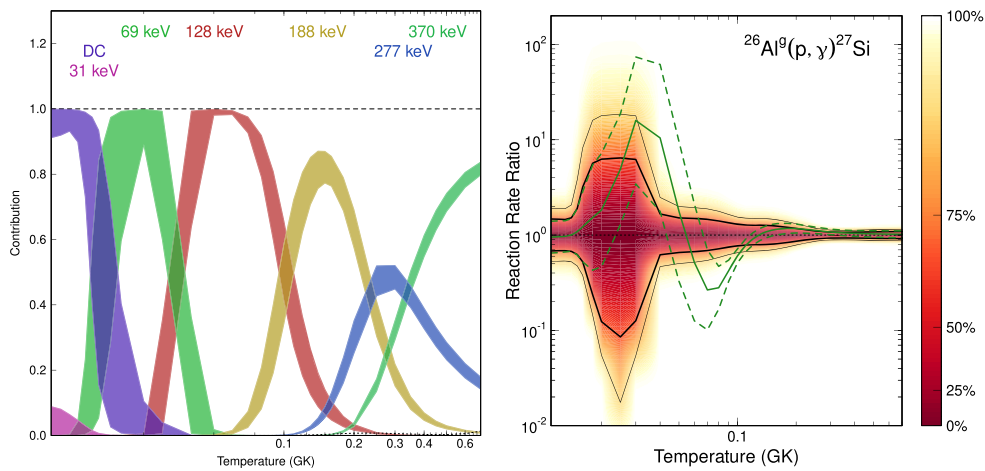 69 keV 128 keV 188 keV 370 keV
DC 277 keV
31 keV
1.2
1.0
0.8
0.6
0.4
0.2
0.0
Contribution
0.1 0.2 0.3 0.4 0.6
Temperature (GK)
²⁶Alᵍ(p, γ)²⁷Si
10²
10¹
10⁰
10⁻¹
10⁻²
Reaction Rate Ratio
0.1
Temperature (GK)
100%
75%
50%
25%
0%